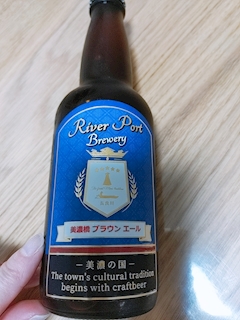 River Port
Brewery
美濃橋 ブラウン エール
─ 美濃の国 ─
The town's cultural tradition
begins with craftbeer